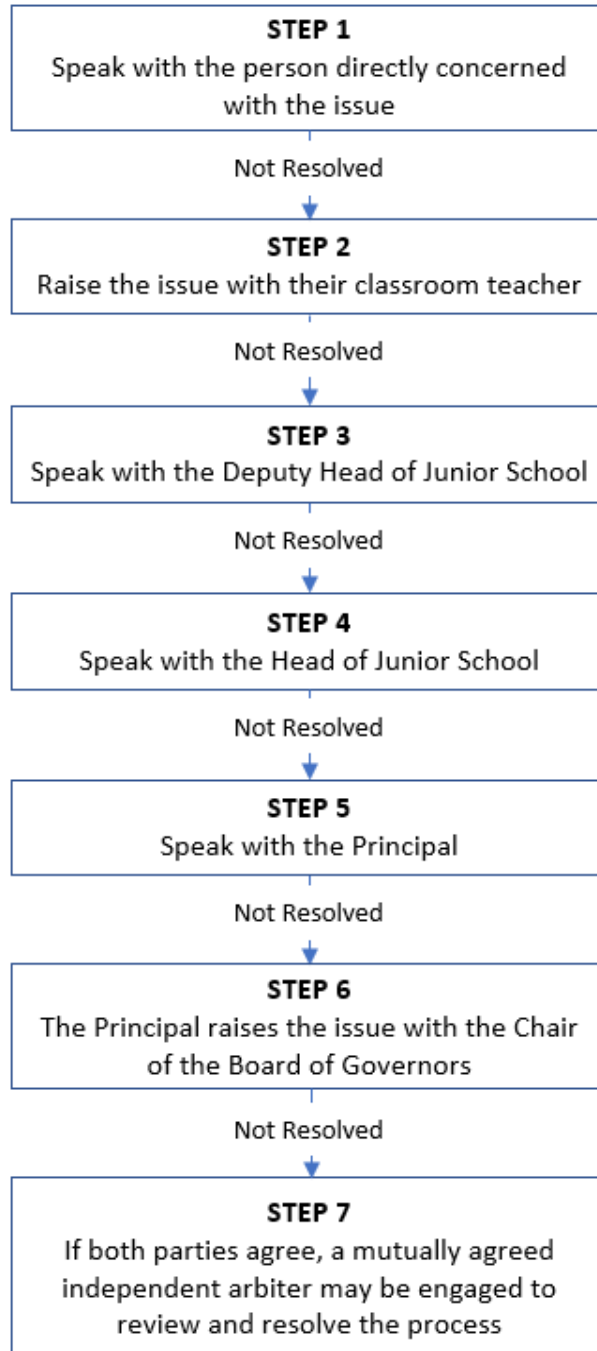 STEP 1
Speak with the person directly concerned
with the issue
Not Resolved
STEP 2
Raise the issue with their classroom teacher
Not Resolved
STEP 3
Speak with the Deputy Head of Junior School
Not Resolved
STEP 4
Speak with the Head of Junior School
Not Resolved
STEP 5
Speak with the Principal
Not Resolved
STEP 6
The Principal raises the issue with the Chair
of the Board of Governors
Not Resolved
STEP 7
If both parties agree, a mutually agreed
independent arbiter may be engaged to
review and resolve the process